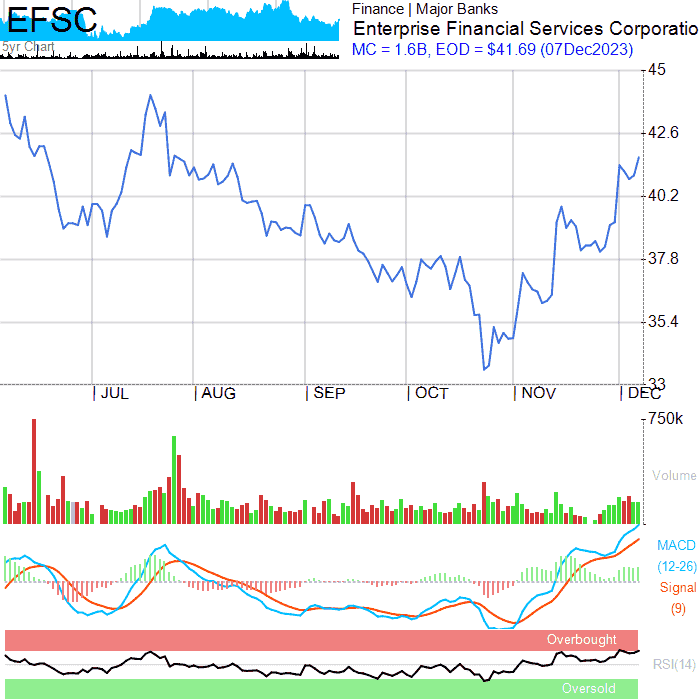 EFSC
5yr Chart
Finance | Major Banks
Enterprise Financial Services Corporatio
MC = 1.6B, EOD = $41.69 (07Dec2023)
45
42.6
40.2
37.8
35.4
33
JUL AUG SEP OCT NOV DEC
750k
Volume
MACD
(12-26)
Signal
(9)
Overbought
RSI(14)
Oversold